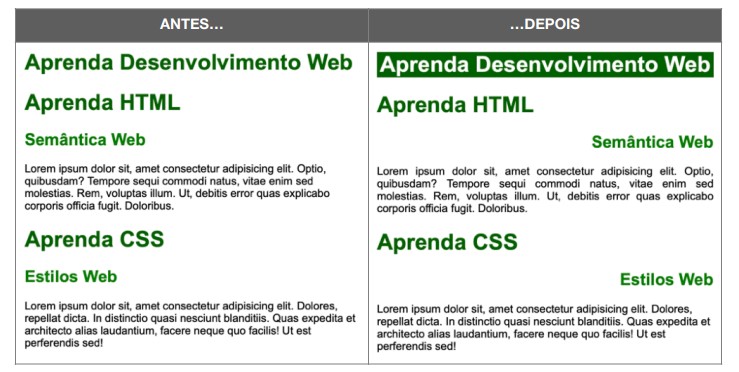 ANTES...
Aprenda Desenvolvimento Web
Aprenda HTML
Semântica Web
Lorem ipsum dolor sit, amet consectetur adipisicing elit. Optio,
quibusdam? Tempore sequi commodi natus, vitae enim sed
molestias. Rem, voluptas illum. Ut, debitis error quas explicabo
corporis officia fugit. Doloribus.
Aprenda CSS
Estilos Web
Lorem ipsum dolor sit, amet consectetur adipisicing elit. Dolores,
repellat dicta. In distinctio quasi nesciunt blanditiis. Quas expedita et
architecto alias laudantium, facere neque quo facilis! Ut est
perferendis sed!
...DEPOIS
Aprenda Desenvolvimento Web
Aprenda HTML
Semântica Web
Lorem ipsum dolor sit, amet consectetur adipisicing elit. Optio,
quibusdam? Tempore sequi commodi natus, vitae enim sed
molestias. Rem, voluptas illum. Ut, debitis error quas explicabo
corporis officia fugit. Doloribus.
Aprenda CSS
Estilos Web
Lorem ipsum dolor sit, amet consectetur adipisicing elit. Dolores,
repellat dicta. In distinctio quasi nesciunt blanditiis. Quas expedita et
architecto alias laudantium, facere neque quo facilis! Ut est
perferendis sed!